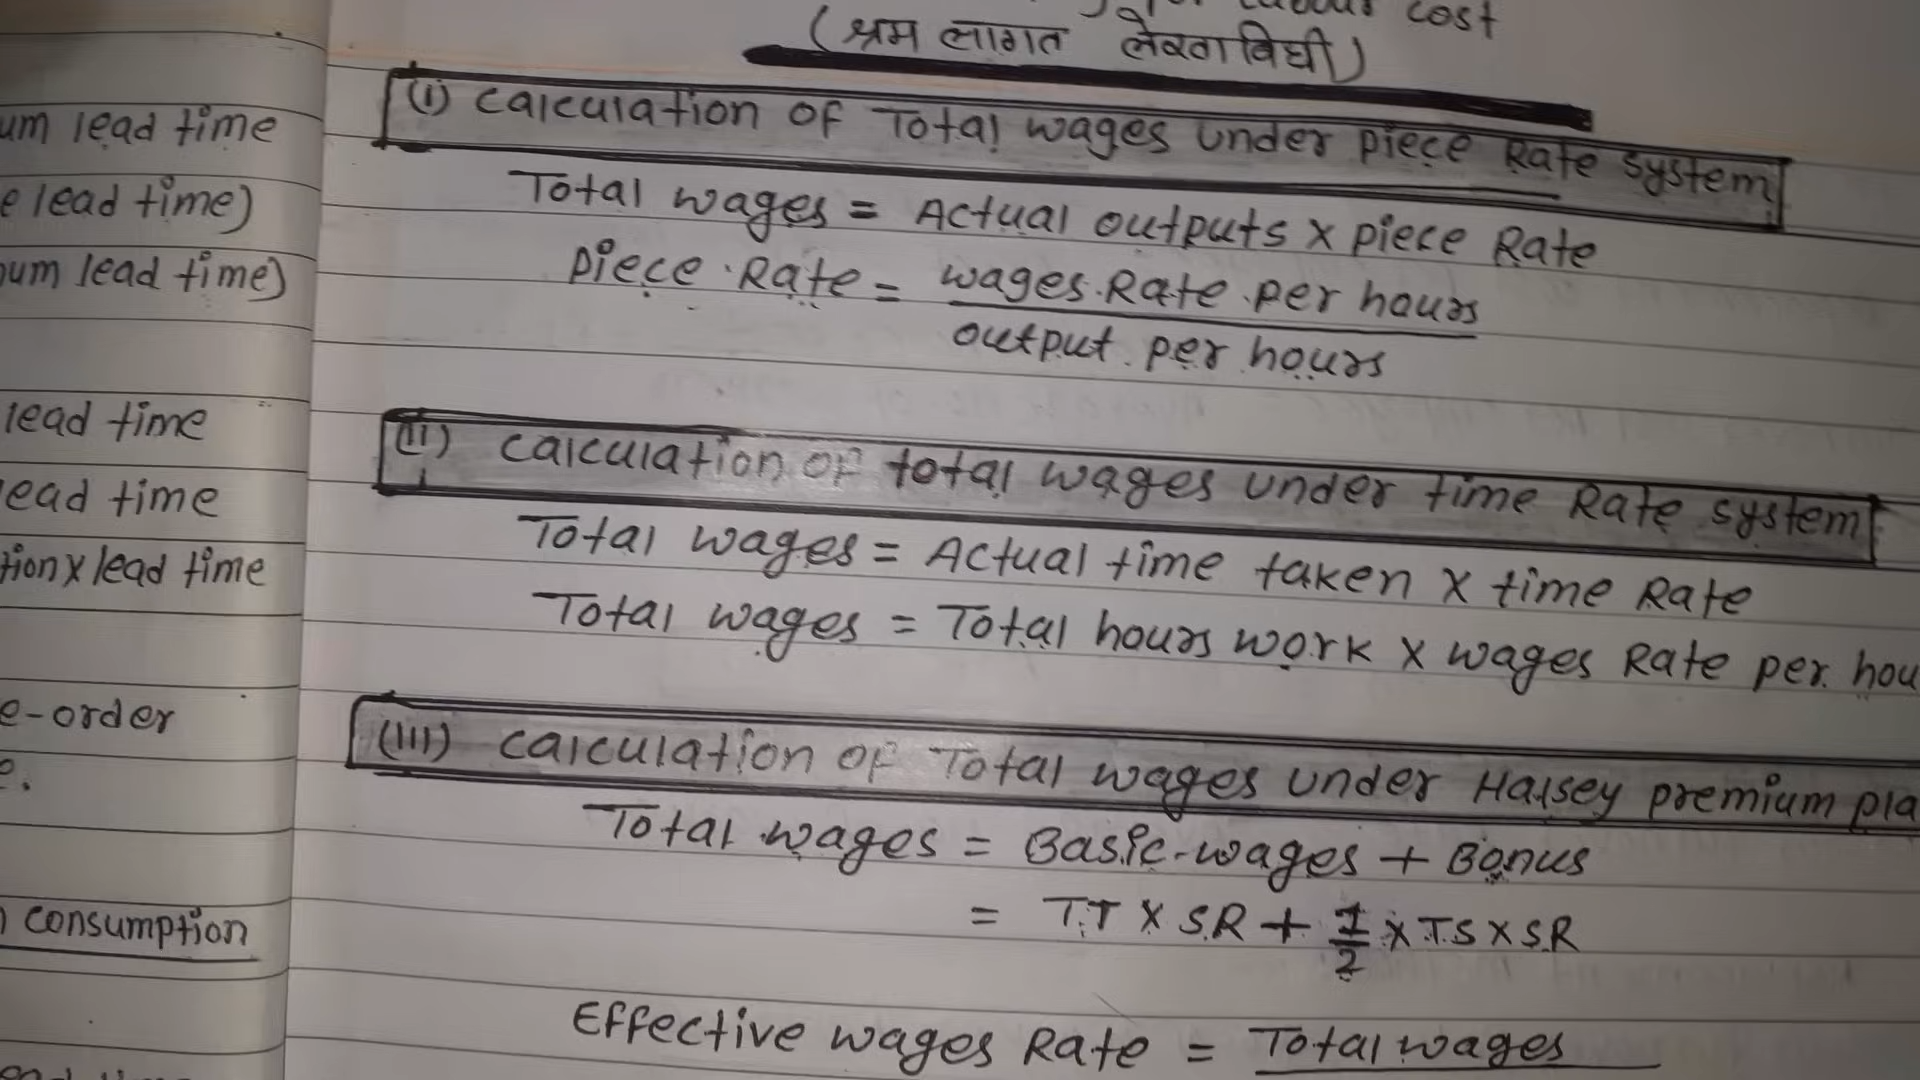 um lead time
e lead time)
um lead time)
lead time
lead time
tion x lead time
e-order
consumption
cost
(श्रम लागत लेखाविधी)
(i) calculation of Total wages under piece Rate system
Total wages = Actual outputs x piece Rate
piece Rate = wages Rate per hours
output per hours
(ii) calculation of total wages under time Rate system
Total wages = Actual time taken x time Rate
Total wages = Total hours work x wages Rate per hou
(iii) calculation of Total wages under Halsey premium pla
Total wages = Basic-wages + Bonus
= T.T x S.R + 1/2 x T.S x S.R
Effective wages Rate = Total wages